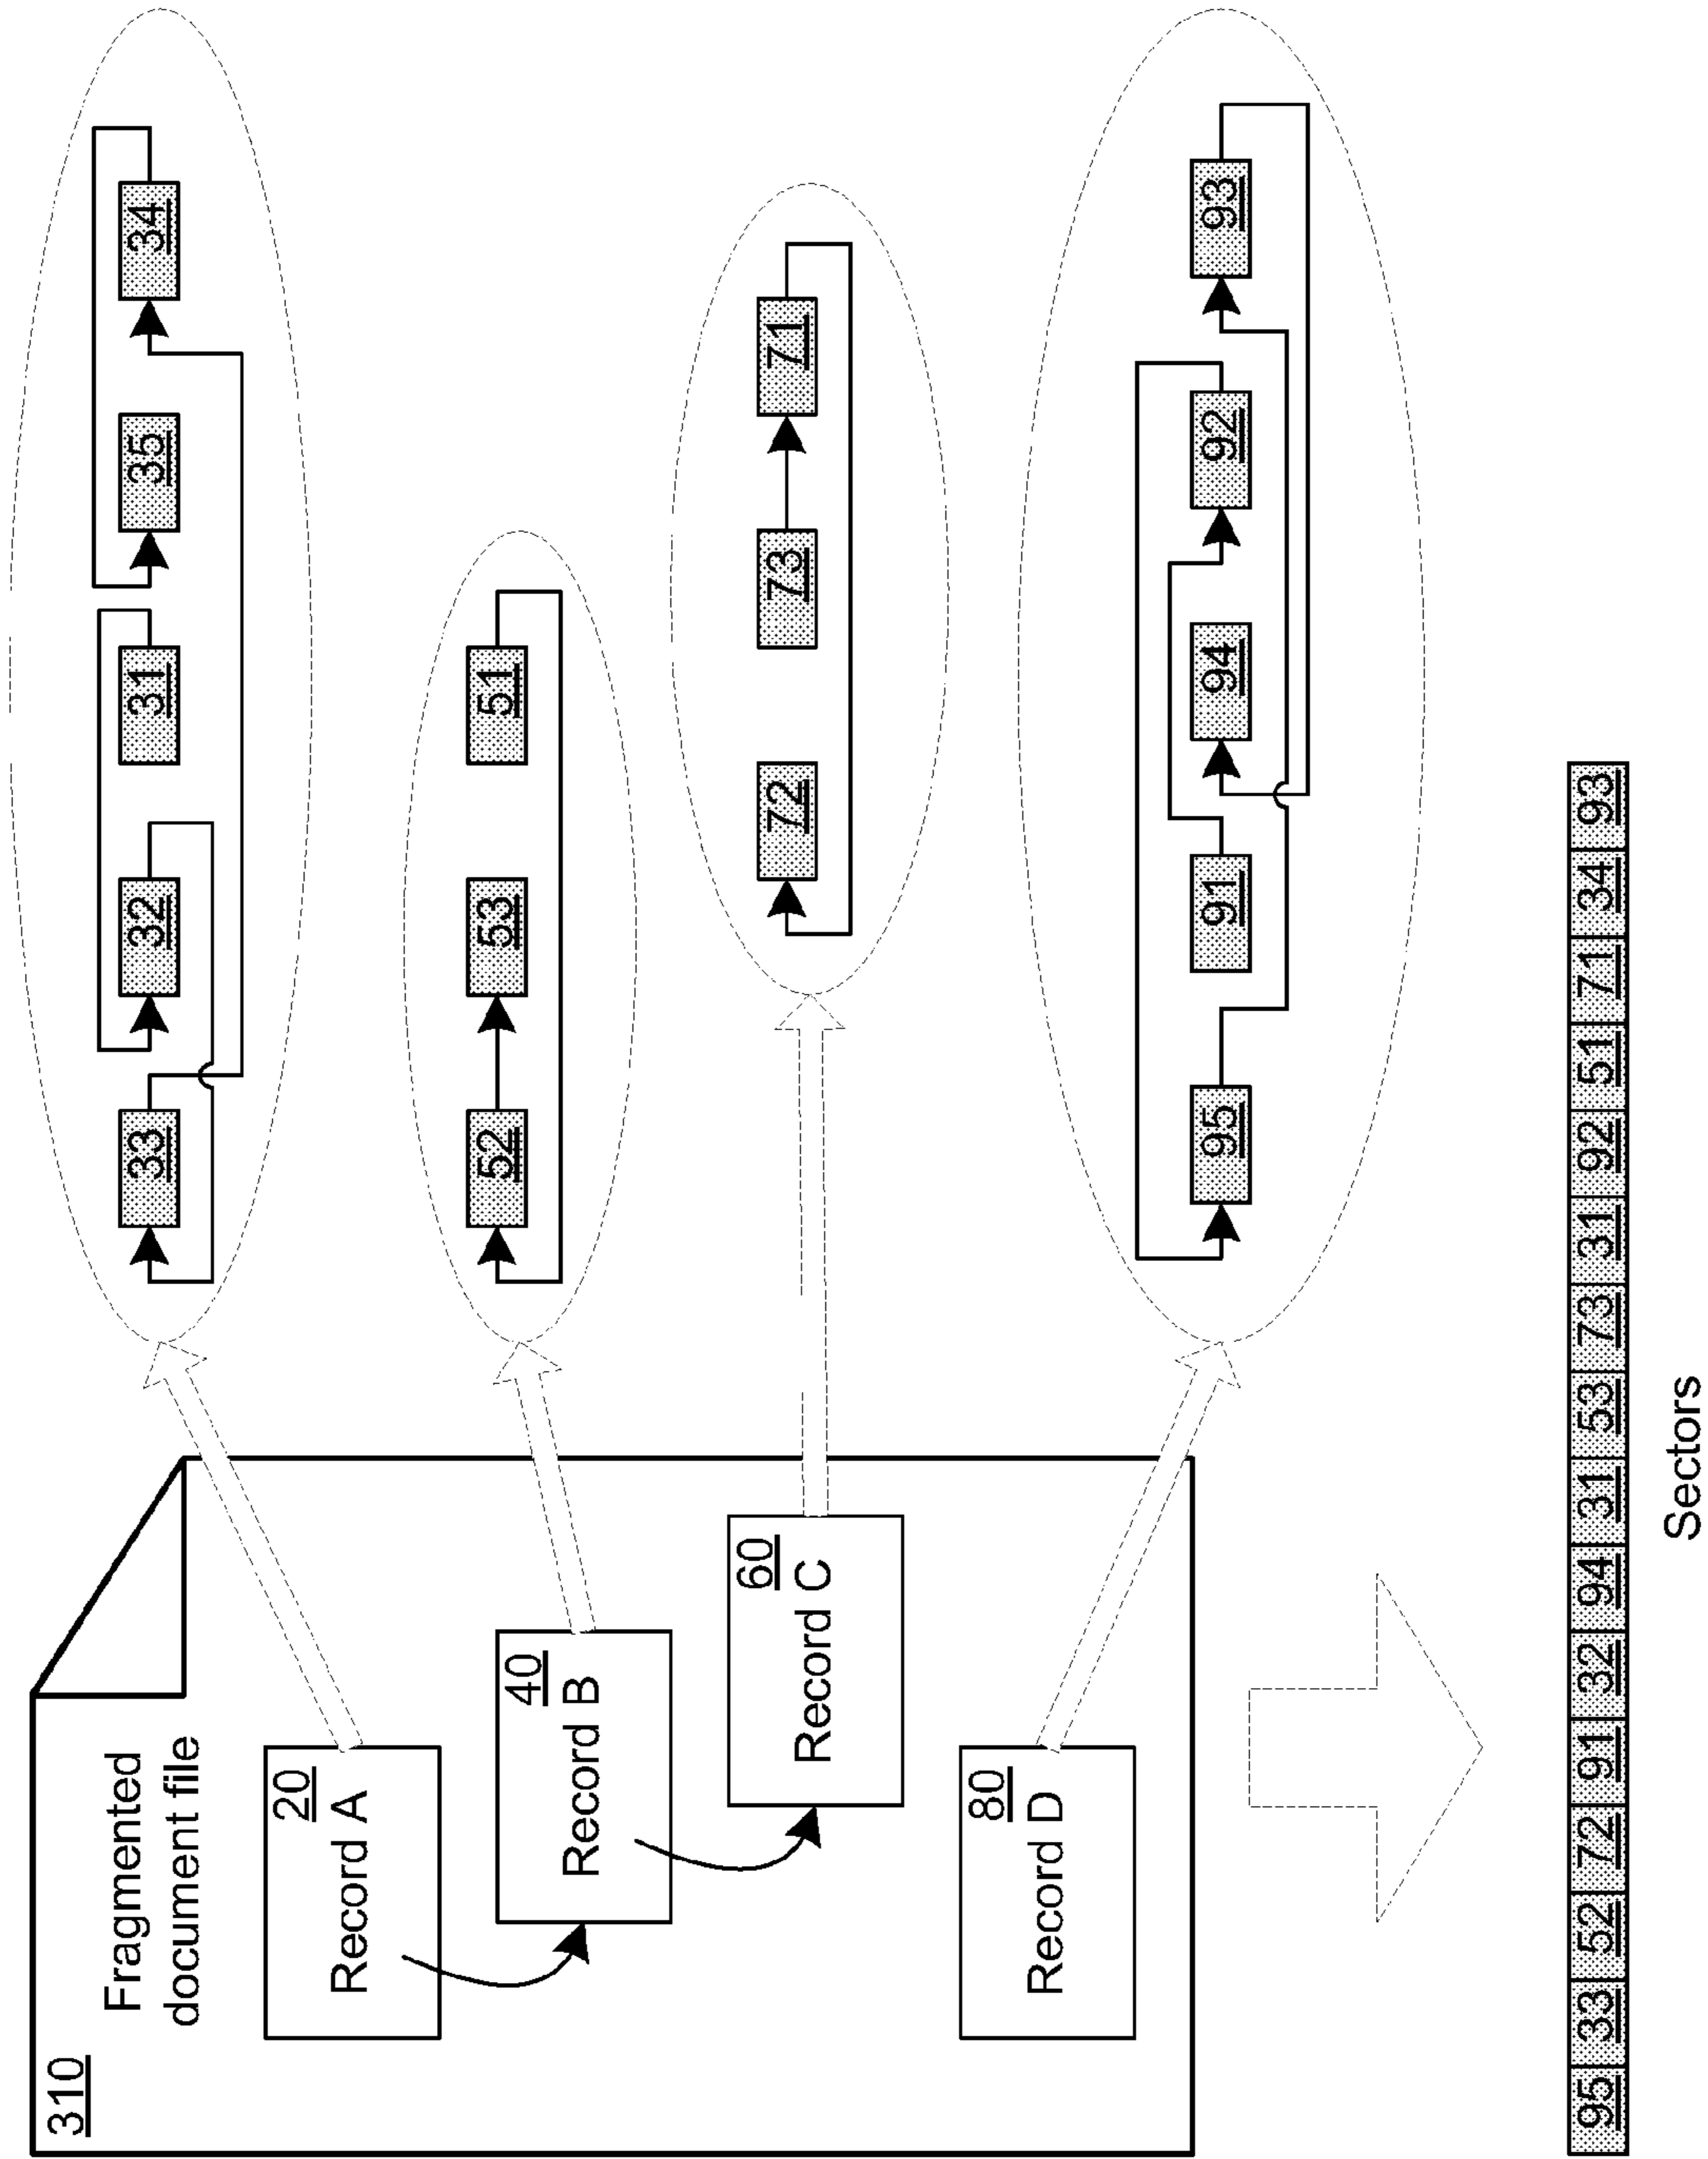 310
Fragmented
document file
20
Record A
40
Record B
60
Record C
80
Record D
33 32 31 35 34
52 53 51
72 73 71
95 91 94 92 93
95 33 52 72 91 32 94 31 53 73 31 92 51 71 34 93
Sectors